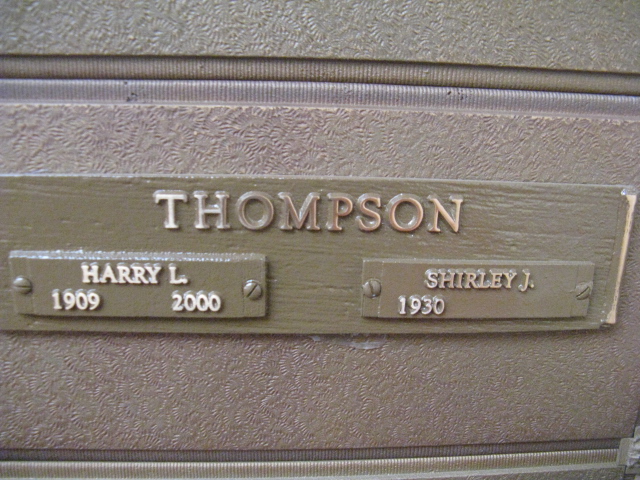 THOMPSON
HARRY L.
1909 2000
SHIRLEY J.
1930